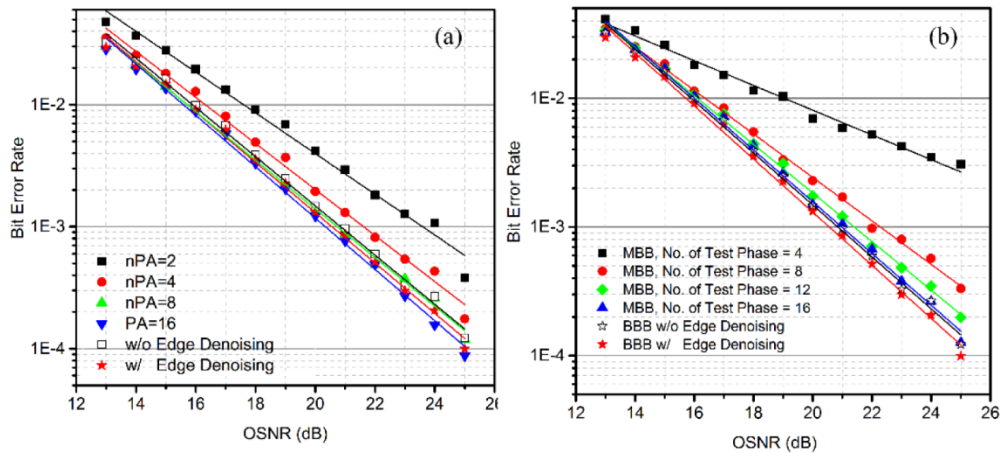 (a)
Bit Error Rate
1E-2
1E-3
1E-4
nPA=2
nPA=4
nPA=8
PA=16
w/o Edge Denoising
w/ Edge Denoising
12 14 16 18 20 22 24 26
OSNR (dB)
(b)
Bit Error Rate
1E-2
1E-3
1E-4
MBB, No. of Test Phase = 4
MBB, No. of Test Phase = 8
MBB, No. of Test Phase = 12
MBB, No. of Test Phase = 16
BBB w/o Edge Denoising
BBB w/ Edge Denoising
12 14 16 18 20 22 24 26
OSNR (dB)